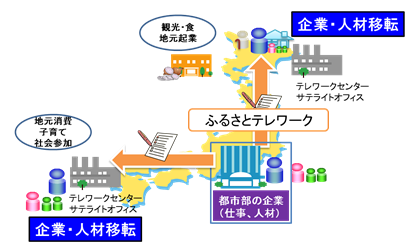 企業・人材移転
観光・食
地元起業
テレワークセンター
サテライトオフィス
ふるさとテレワーク
地元消費
子育て
社会参加
都市部の企業
（仕事、人材）
テレワークセンター
サテライトオフィス
企業・人材移転